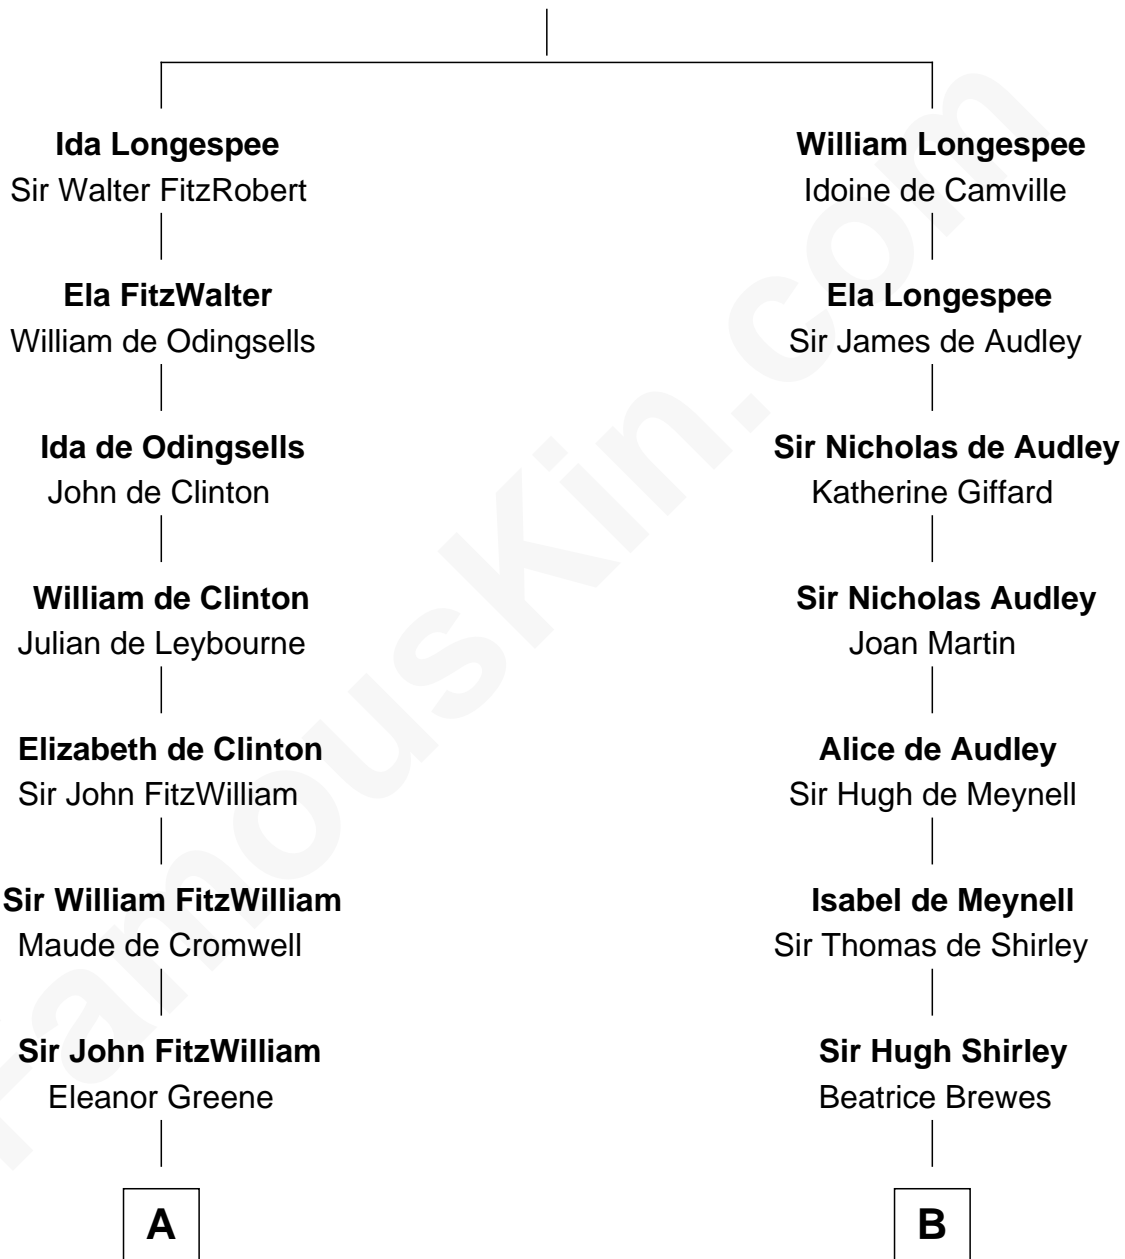 Ida Longespee
Sir Walter FitzRobert
Ela FitzWalter
William de Odingsells
Ida de Odingsells
John de Clinton
William de Clinton
Julian de Leybourne
Elizabeth de Clinton
Sir John FitzWilliam
Sir William FitzWilliam
Maude de Cromwell
Sir John FitzWilliam
Eleanor Greene
A
William Longespee
Idoine de Camville
Ela Longespee
Sir James de Audley
Sir Nicholas de Audley
Katherine Giffard
Sir Nicholas Audley
Joan Martin
Alice de Audley
Sir Hugh de Meynell
Isabel de Meynell
Sir Thomas de Shirley
Sir Hugh Shirley
Beatrice Brewes
B
FamousKin.com